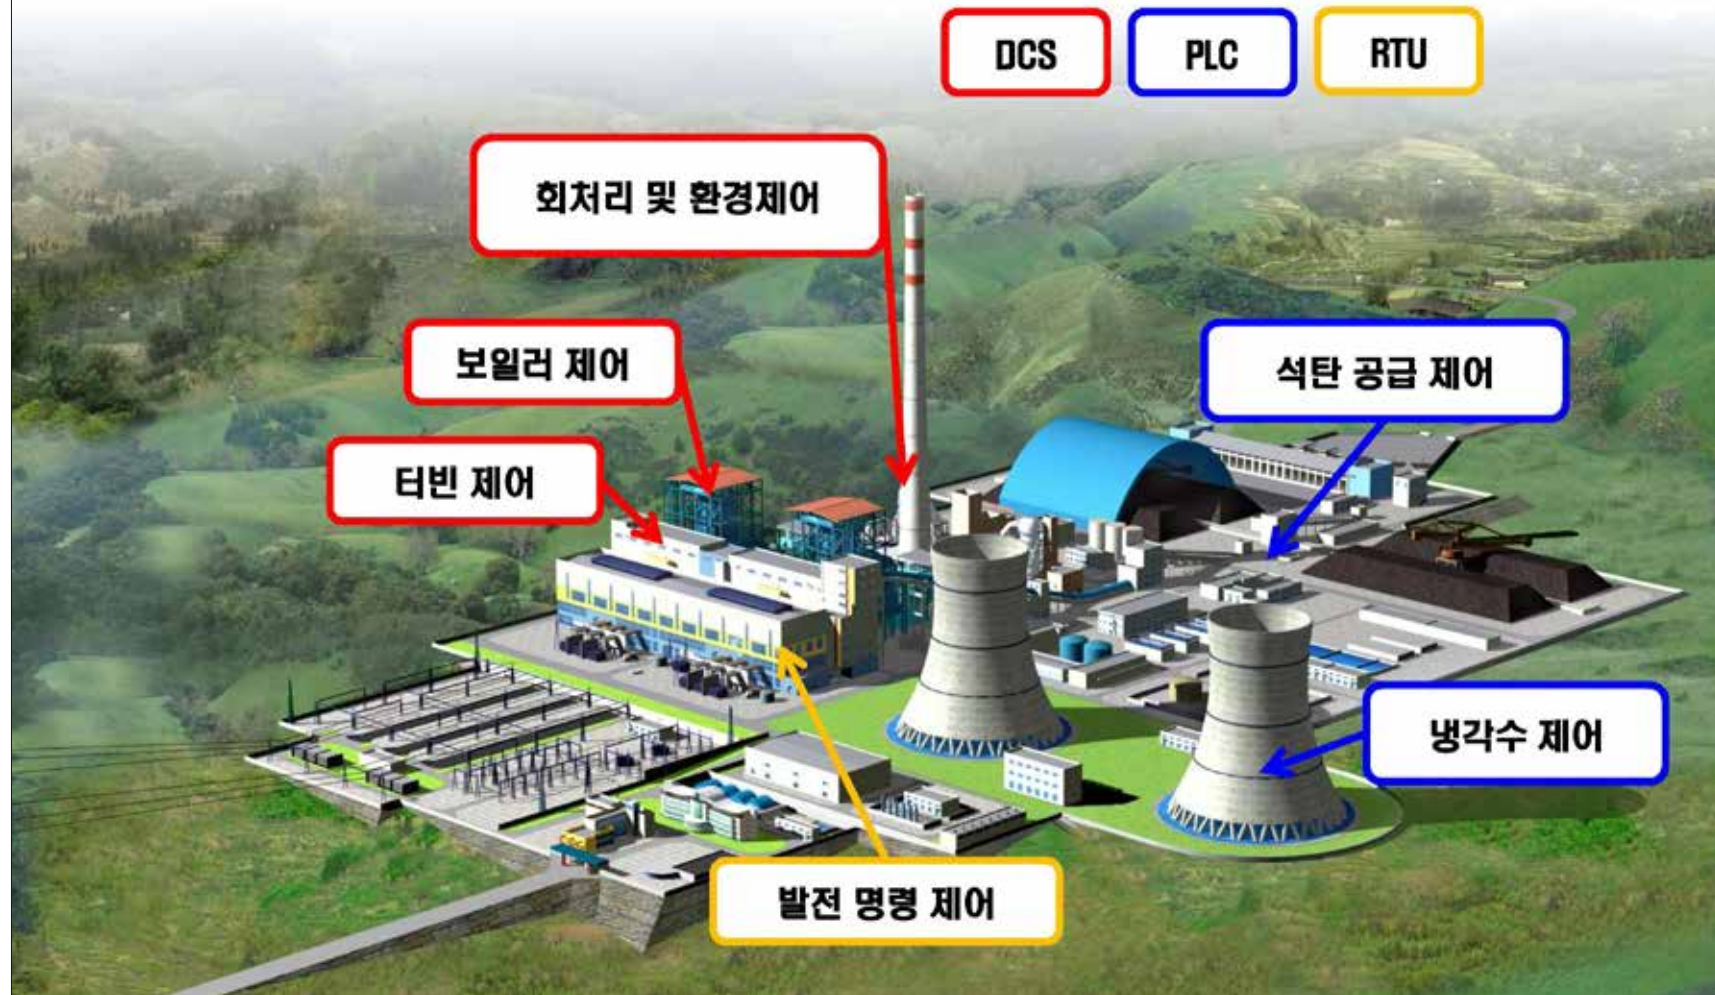 DCS
PLC
RTU
회처리 및 환경제어
보일러 제어
석탄 공급 제어
터빈 제어
냉각수 제어
발전 명령 제어